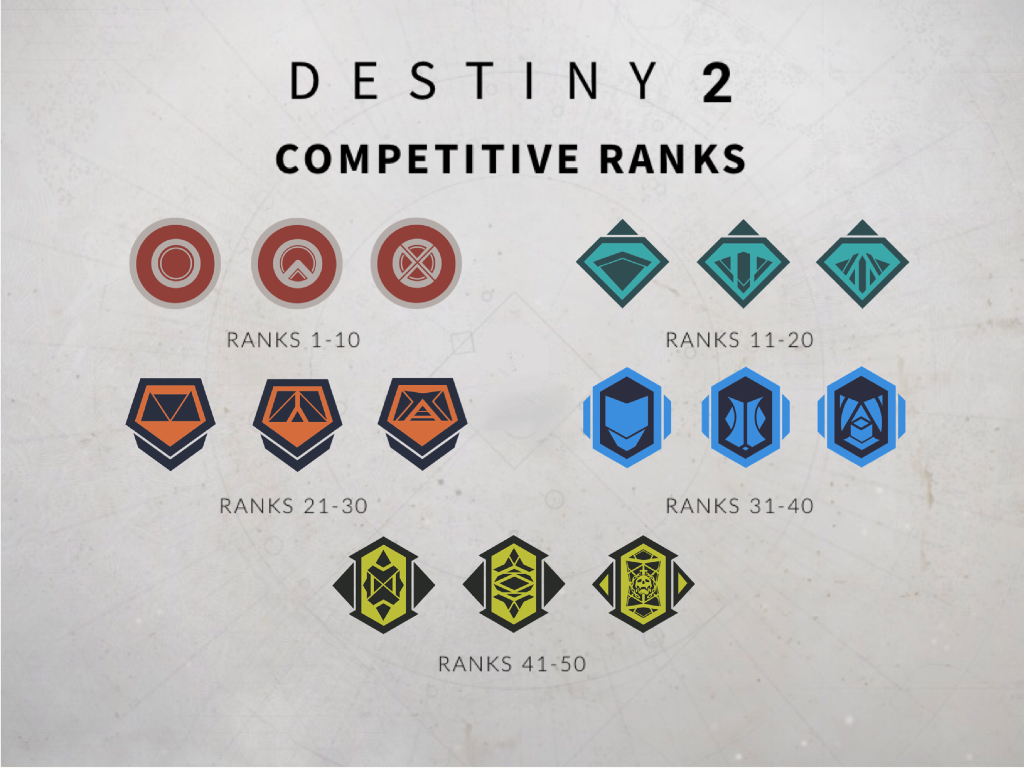 DESTINY 2
COMPETITIVE RANKS
RANKS 1-10
RANKS 11-20
RANKS 21-30
RANKS 31-40
RANKS 41-50